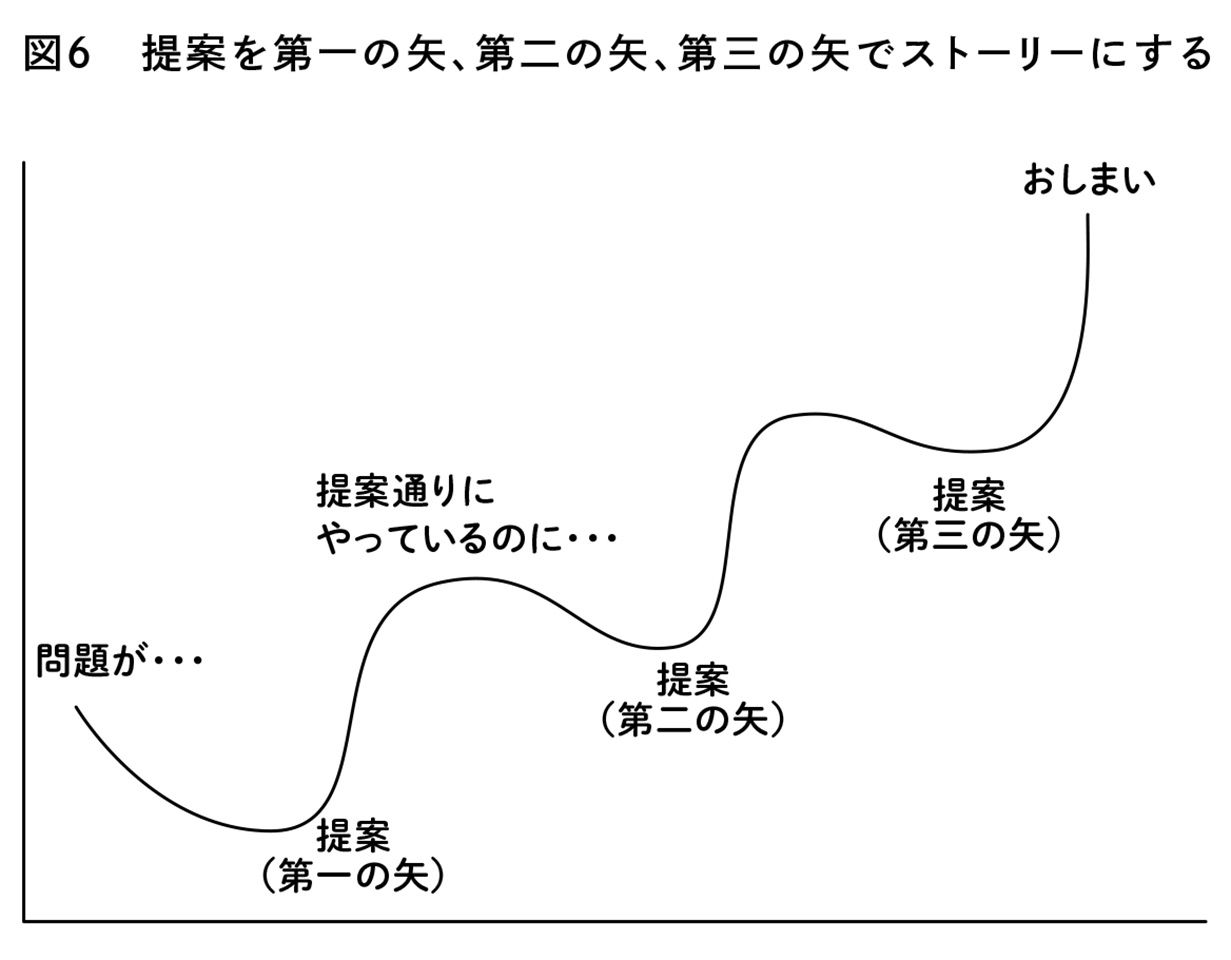 図6　提案を第一の矢、第二の矢、第三の矢でストーリーにする
おしまい
提案
（第三の矢）
提案通りに
やっているのに・・・
問題が・・・
提案
（第二の矢）
提案
（第一の矢）